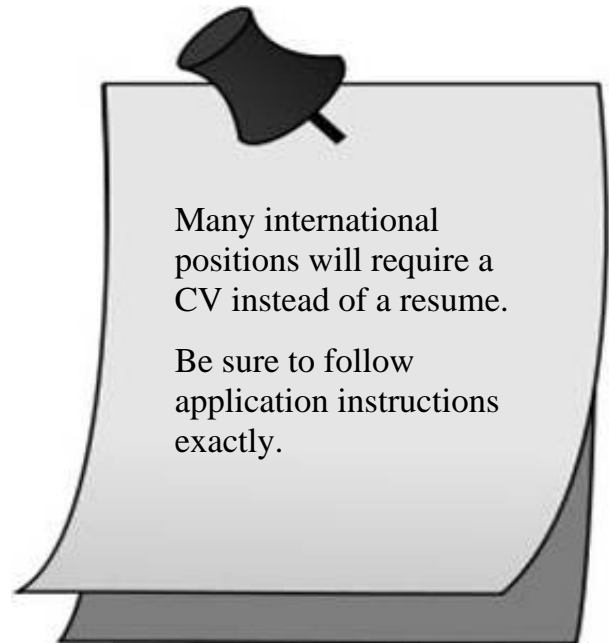 Many international
positions will require a
CV instead of a resume.
Be sure to follow
application instructions
exactly.